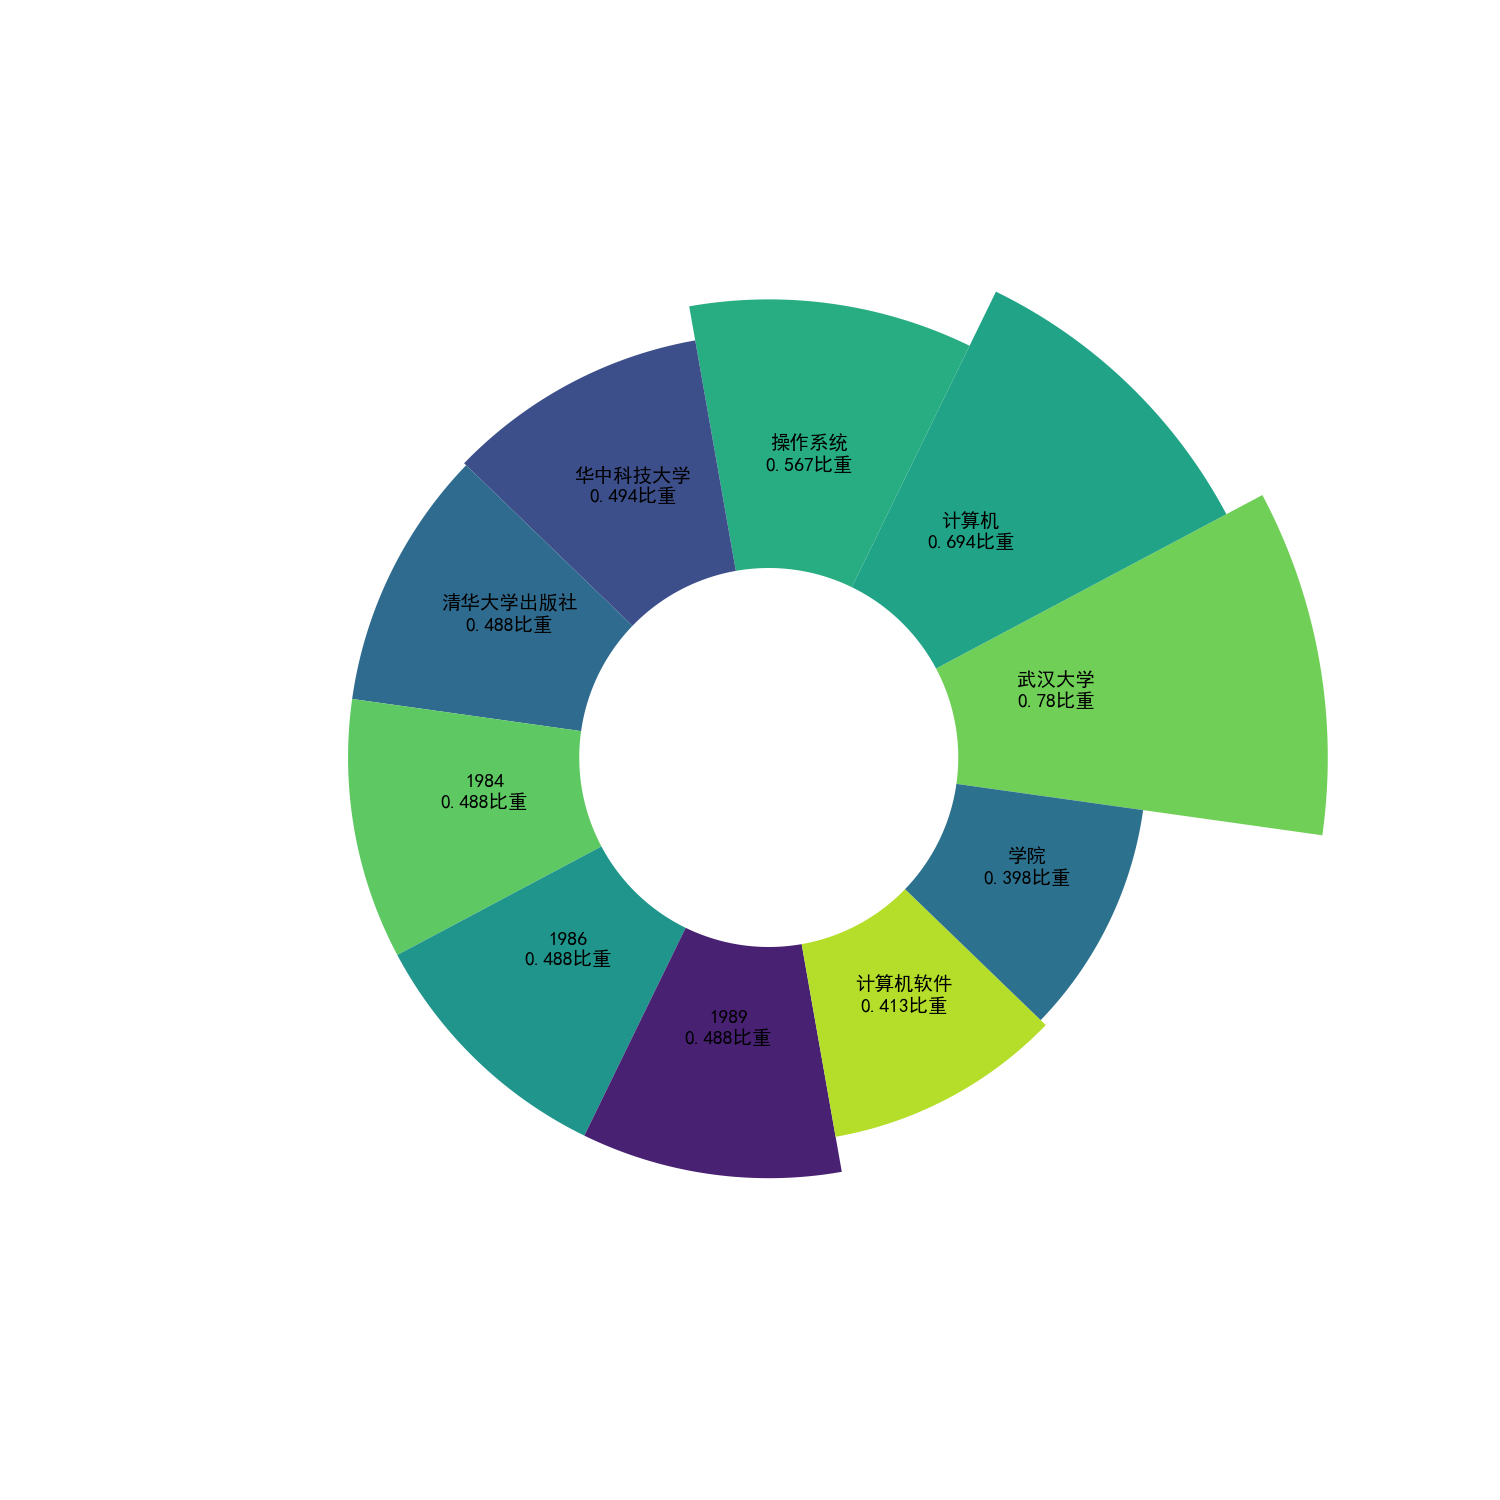 操作系统
0.567比重
华中科技大学
0.494比重
计算机
0.694比重
清华大学出版社
0.488比重
武汉大学
0.78比重
1984
0.488比重
学院
0.398比重
1986
0.488比重
计算机软件
0.413比重
1989
0.488比重